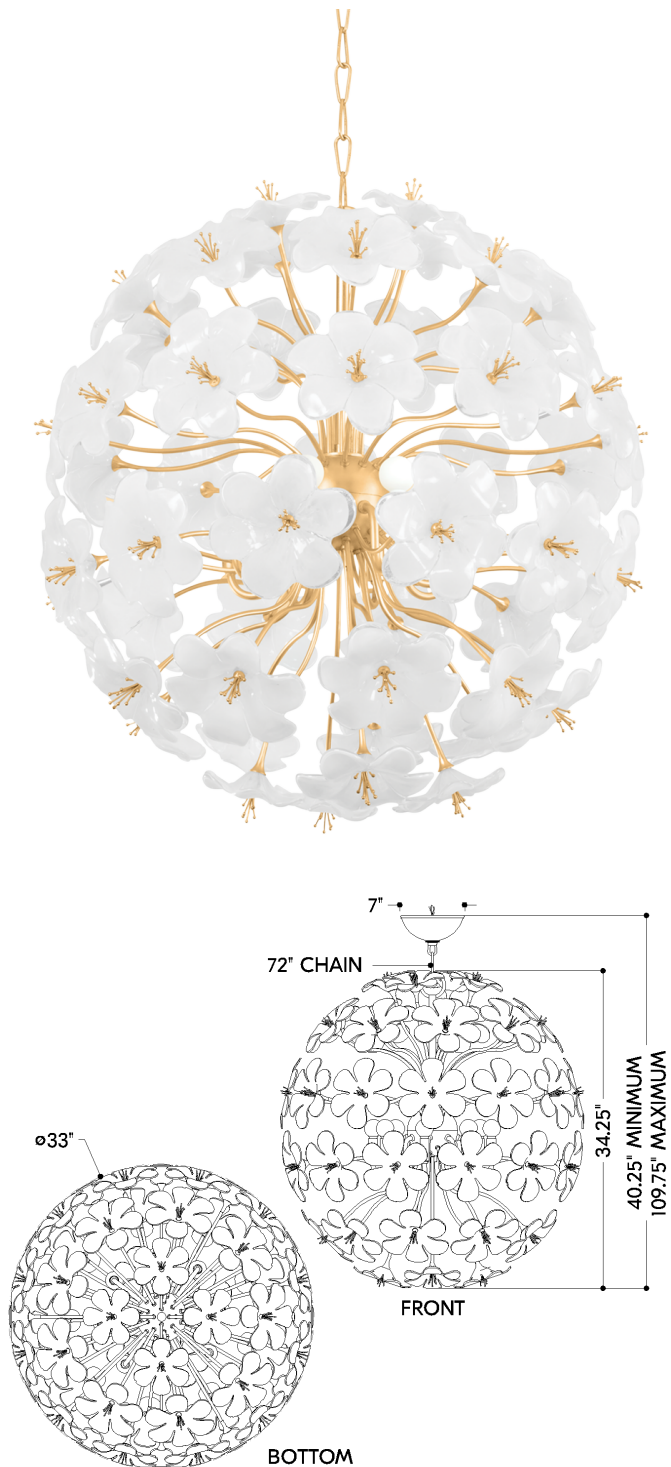 7"
72" CHAIN
34.25"
40.25" MINIMUM
109.75" MAXIMUM
ø33"
FRONT
BOTTOM